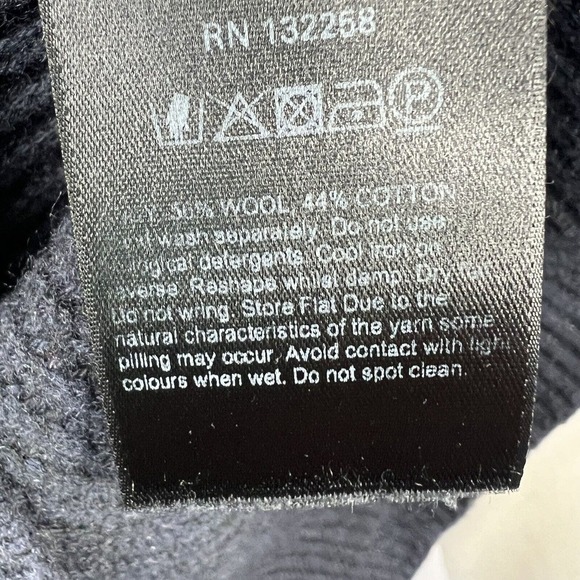 RN 132258
P
WOOL, 44% COTTON
wash separately. Do not use
detergents. Cool Iron on
Reshape whilst damp. Dry
Do not wring. Store Flat Due to the
natural characteristics of the yarn some
pilling may occur. Avoid contact with light
colours when wet. Do not spot clean.